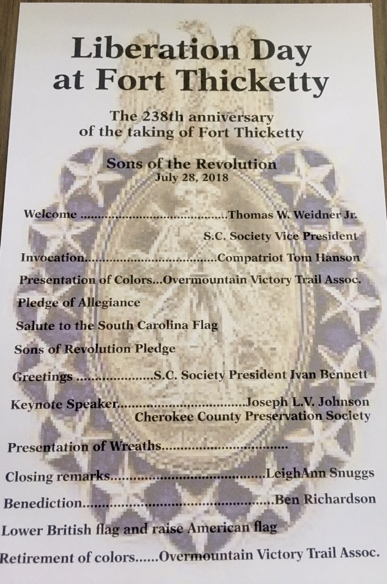 Liberation Day
at Fort Thicketty
The 238th anniversary
of the taking of Fort Thicketty
Sons of the Revolution
July 28, 2018
Welcome ....................................Thomas W. Weidner Jr.
S.C. Society Vice President
Invocation.................................Compatriot Tom Hanson
Presentation of Colors...Overmountain Victory Trail Assoc.
Pledge of Allegiance
Salute to the South Carolina Flag
Sons of Revolution Pledge
Greetings ...................S.C. Society President Ivan Bennett
Keynote Speaker...............................Joseph L.V. Johnson
Cherokee County Preservation Society
Presentation of Wreaths..............................
Closing remarks......................................LeighAnn Snuggs
Benediction..........................................Ben Richardson
Lower British flag and raise American flag
Retirement of colors......Overmountain Victory Trail Assoc.